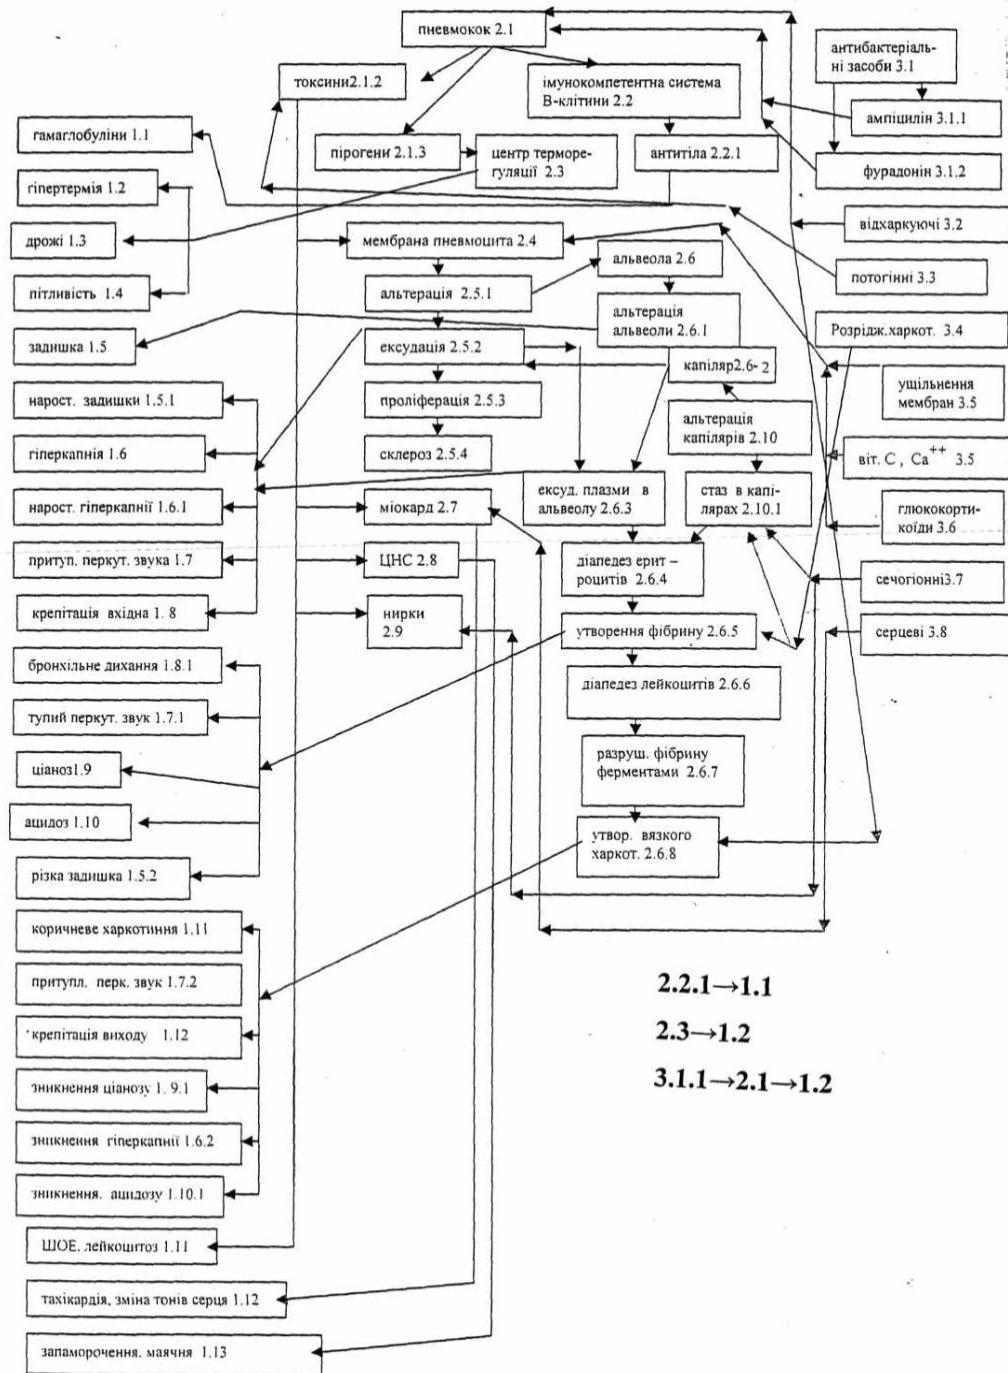 пневмокок 2.1
антибактеріаль-
ні засоби 3.1
токсини2.1.2
імунокомпетентна система
В-клітини 2.2
ампіцилін 3.1.1
гамаглобуліни 1.1
пірогени 2.1.3
центр терморе-
гуляції 2.3
антитіла 2.2.1
фурадонін 3.1.2
гіпертермія 1.2
відхаркуючі 3.2
дрожі 1.3
мембрана пневмоцита 2.4
альвеола 2.6
потогінні 3.3
пітливість 1.4
альтерація 2.5.1
альтерація
альвеоли 2.6.1
Розрідж.харкот. 3.4
задишка 1.5
ексудація 2.5.2
капіляр2.6- 2
ущільнення
мембран 3.5
нарост. задишки 1.5.1
проліферація 2.5.3
альтерація
капілярів 2.10
гіперкапнія 1.6
склероз 2.5.4
віт. С , Са++ 3.5
нарост. гіперкапнії 1.6.1
міокард 2.7
ексуд. плазми в
альвеолу 2.6.3
стаз в капі-
лярах 2.10.1
глюкокорти-
коїди 3.6
притуп. перкут. звука 1.7
ЦНС 2.8
діапедез ерит –
роцитів 2.6.4
сечогіонні3.7
крепітація вхідна 1. 8
нирки
2.9
утворення фібрину 2.6.5
серцеві 3.8
бронхільне дихання 1.8.1
діапедез лейкоцитів 2.6.6
тупий перкут. звук 1.7.1
ціаноз1.9
разруш. фібрину
ферментами 2.6.7
ацидоз 1.10
утвор. вязкого
харкот. 2.6.8
різка задишка 1.5.2
коричневе харкотиння 1.11
притупл. перк. звук 1.7.2
2.2.1→1.1
крепітація виходу 1.12
2.3→1.2
зникнення ціанозу 1. 9.1
3.1.1→2.1→1.2
зникнення гіперкапнії 1.6.2
зникнення. ацидозу 1.10.1
ШОЕ. лейкоцитоз 1.11
тахікардія, зміна тонів серця 1.12
запаморочення. маячня 1.13